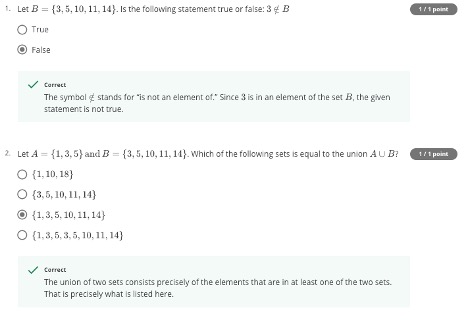 1. Let B = {3, 5, 10, 11, 14}. Is the following statement true or false: 3 ∉ B
1 / 1 point
True
False
Correct
The symbol ∉ stands for "is not an element of." Since 3 is in an element of the set B, the given
statement is not true.
2. Let A = {1, 3, 5} and B = {3, 5, 10, 11, 14}. Which of the following sets is equal to the union A ∪ B?
1 / 1 point
{1, 10, 18}
{3, 5, 10, 11, 14}
{1, 3, 5, 10, 11, 14}
{1, 3, 5, 3, 5, 10, 11, 14}
Correct
The union of two sets consists precisely of the elements that are in at least one of the two sets.
That is precisely what is listed here.